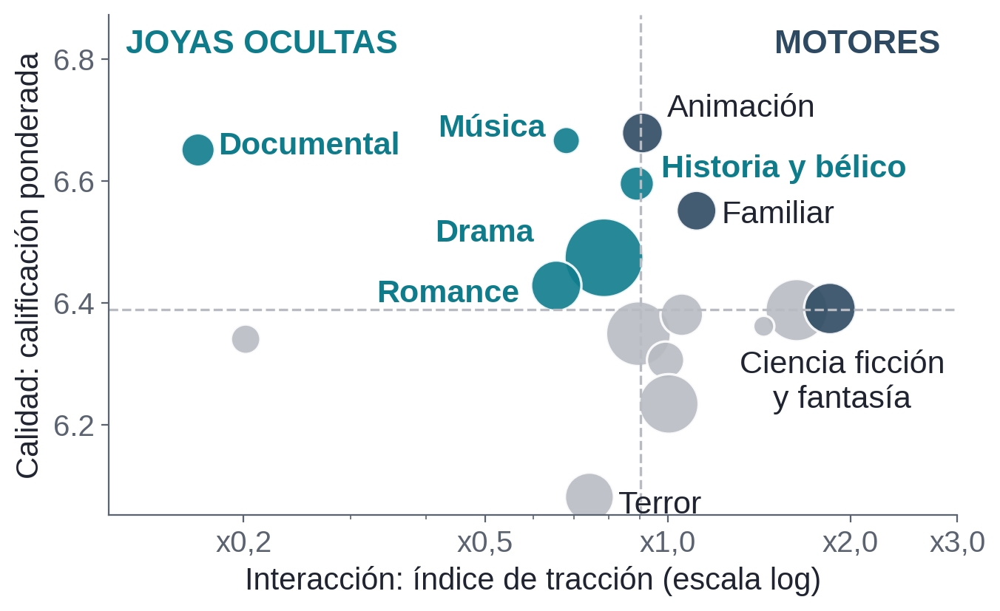 JOYAS OCULTAS
MOTORES
Calidad: calificación ponderada
6.8
6.6
6.4
6.2
Animación
Música
Documental
Historia y bélico
Familiar
Drama
Romance
Ciencia ficción
y fantasía
Terror
x0,2
x0,5
x1,0
x2,0
x3,0
Interacción: índice de tracción (escala log)